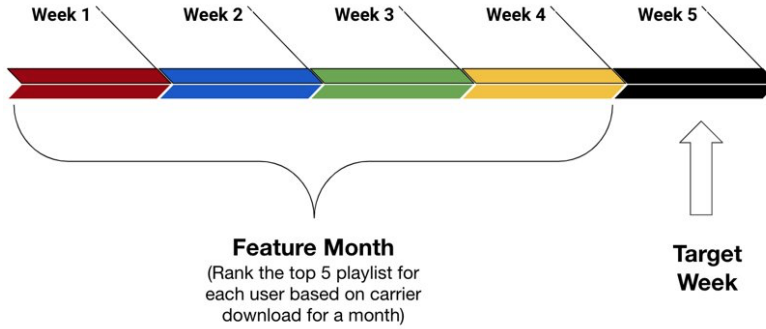 Week 1
Week 2
Week 3
Week 4
Week 5
Feature Month
(Rank the top 5 playlist for
each user based on carrier
download for a month)
Target
Week